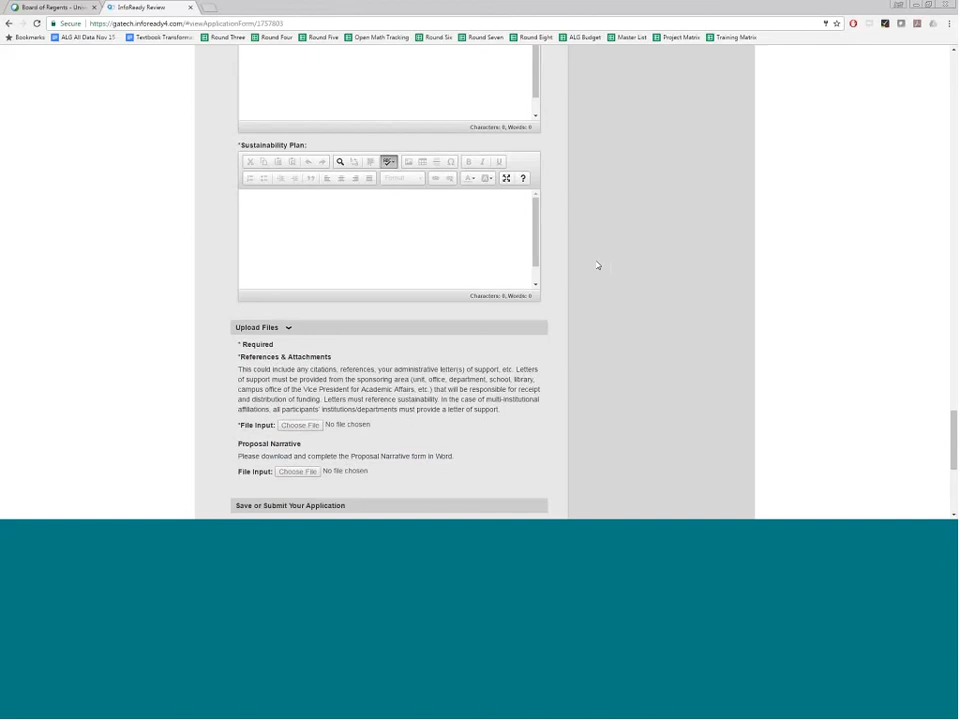 Board of Regents – Univ
InfoReady Review
Secure
https://gatech.infoready4.com/#viewApplicationForm/1757803
Bookmarks
ALG All Data Nov 15
Textbook Transform
Round Three
Round Four
Round Five
Open Math Tracking
Round Six
Round Seven
Round Eight
ALG Budget
Master List
Project Matrix
Training Matrix
Characters: 0, Words: 0
*Sustainability Plan:
Format
Characters: 0, Words: 0
Upload Files
* Required
*References & Attachments
This could include any citations, references, your administrative letter(s) of support, etc. Letters
of support must be provided from the sponsoring area (unit, office, department, school, library,
campus office of the Vice President for Academic Affairs, etc.) that will be responsible for receipt
and distribution of funding. Letters must reference sustainability. In the case of multi-institutional
affiliations, all participants' institutions/departments must provide a letter of support.
*File Input: Choose File No file chosen
Proposal Narrative
Please download and complete the Proposal Narrative form in Word.
File Input: Choose File No file chosen
Save or Submit Your Application